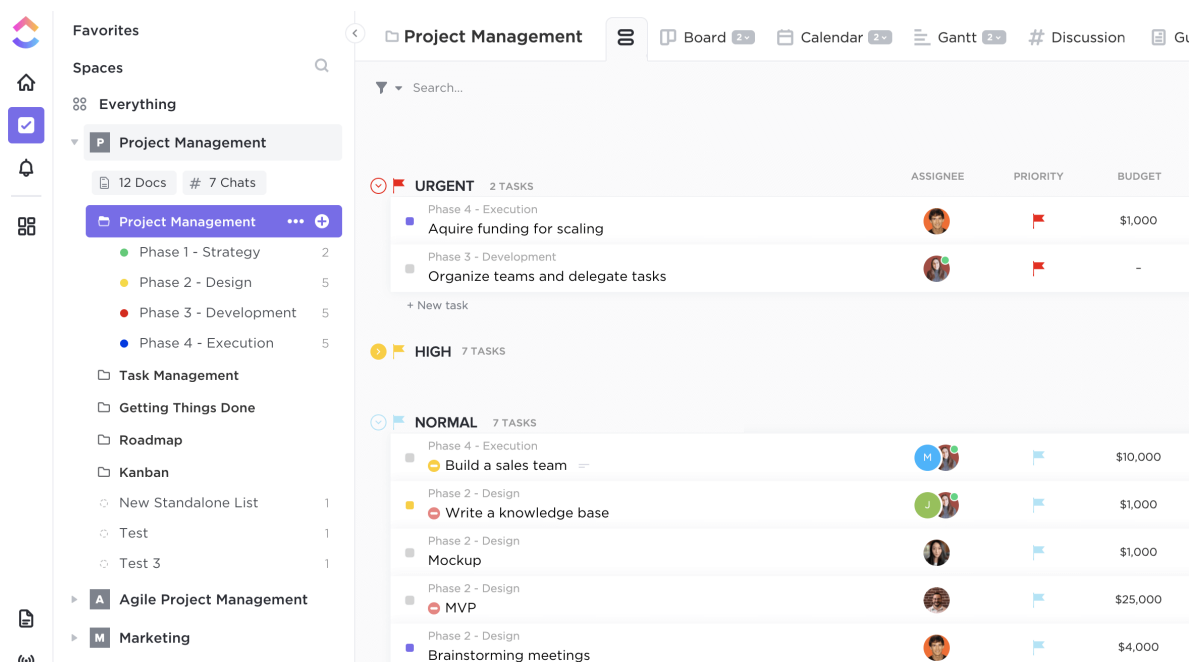 Favorites
Spaces
Everything
P Project Management
12 Docs # 7 Chats
Project Management
Phase 1 - Strategy 2
Phase 2 - Design 5
Phase 3 - Development 5
Phase 4 - Execution 5
Task Management
Getting Things Done
Roadmap
Kanban
New Standalone List 1
Test 1
Test 3 1
A Agile Project Management
M Marketing
Project Management
Board 2
Calendar 2
Gantt 2
# Discussion
Search...
URGENT 2 TASKS ASSIGNEE PRIORITY BUDGET
Phase 4 - Execution
Aquire funding for scaling $1,000
Phase 3 - Development
Organize teams and delegate tasks -
+ New task
HIGH 7 TASKS
NORMAL 7 TASKS
Phase 4 - Execution
Build a sales team M $10,000
Phase 2 - Design
Write a knowledge base J $1,000
Phase 2 - Design
Mockup $1,000
Phase 2 - Design
MVP $25,000
Phase 2 - Design
Brainstorming meetings $4,000